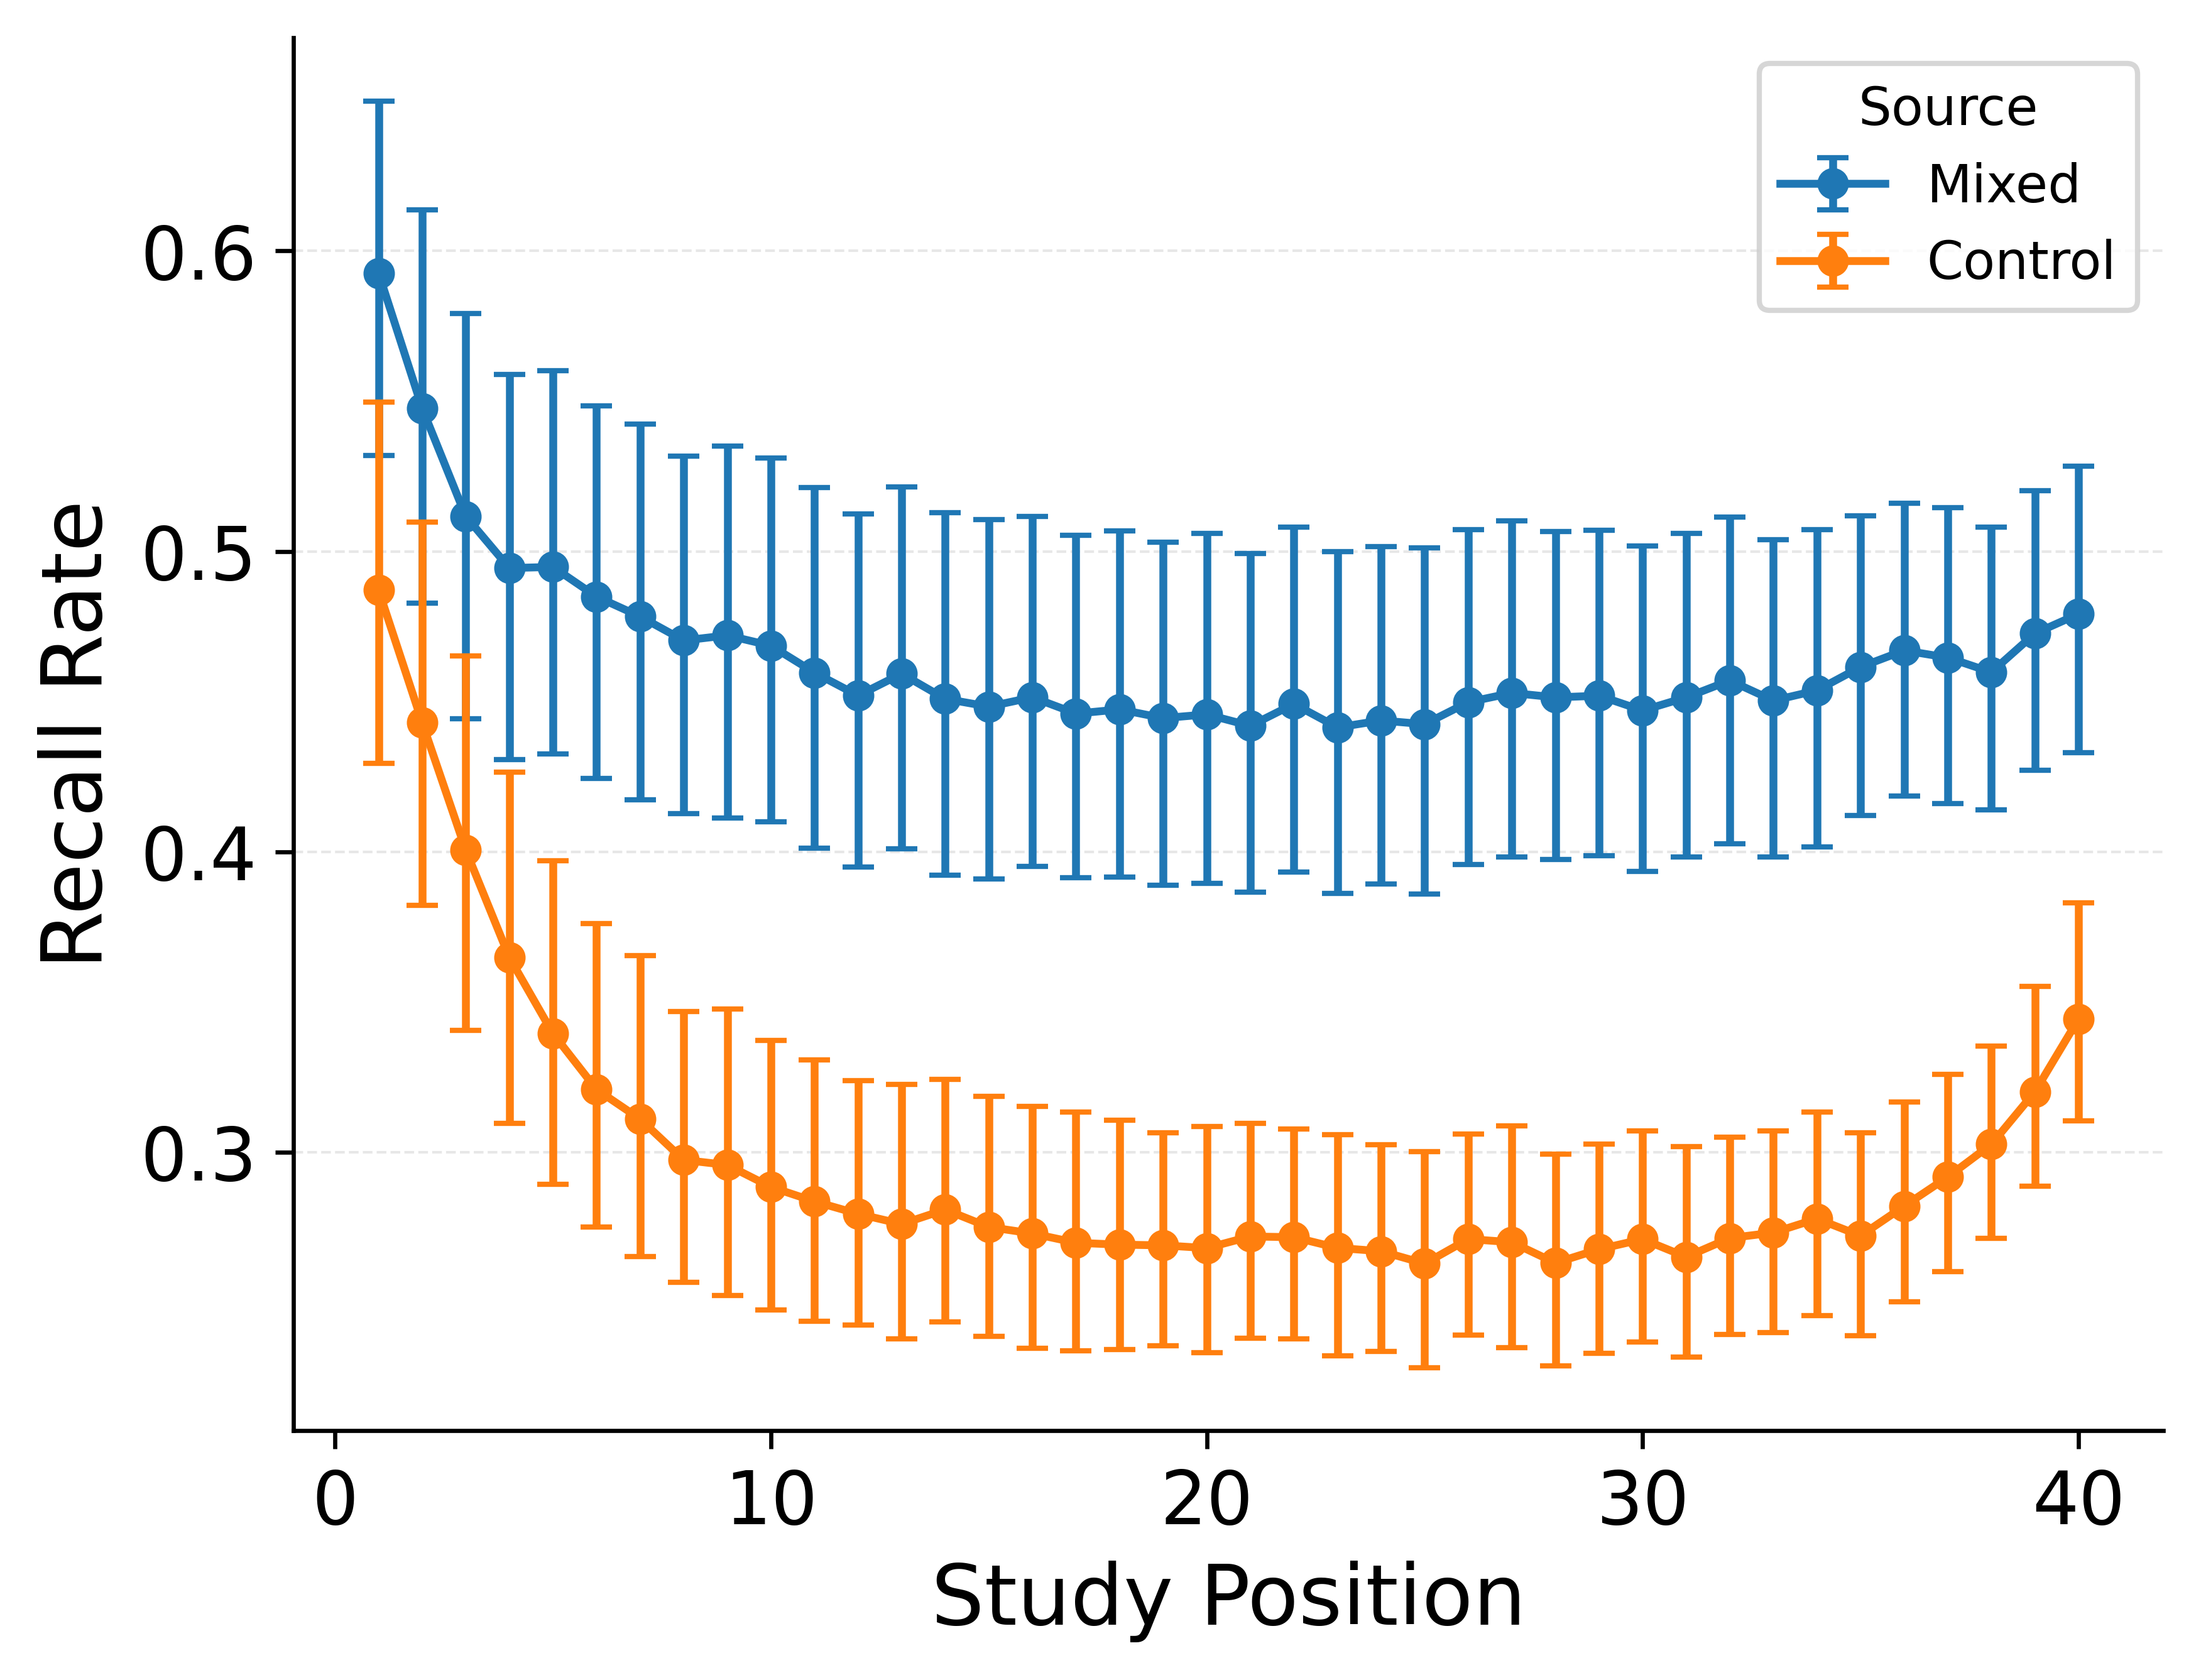 Source
Mixed
Control
0.6
0.5
0.4
0.3
Recall Rate
0 10 20 30 40
Study Position